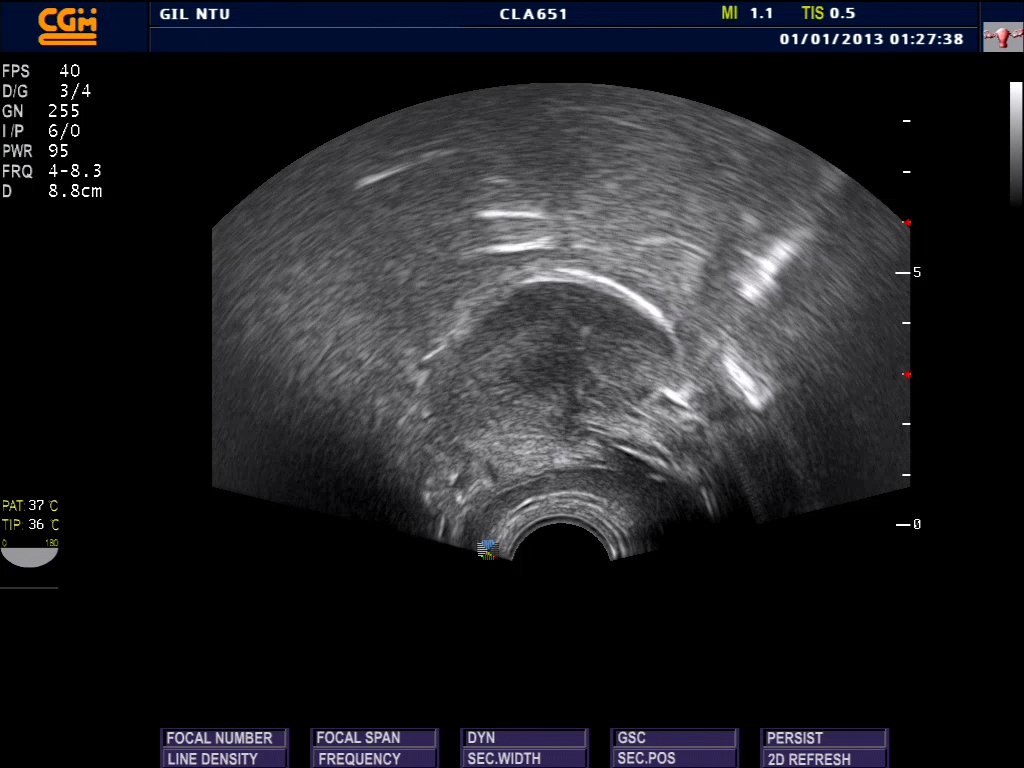 CGM
GIL NTU CLA651 MI 1.1 TIS 0.5
01/01/2013 01:27:38
FPS 40
D/G 3/4
GN 255
I/P 6/0
PWR 95
FRQ 4-8.3
D 8.8cm
5
PAT: 37 °C
TIP: 36 °C
0
0 180
FOCAL NUMBER FOCAL SPAN DYN GSC PERSIST
LINE DENSITY FREQUENCY SEC.WIDTH SEC.POS 2D REFRESH